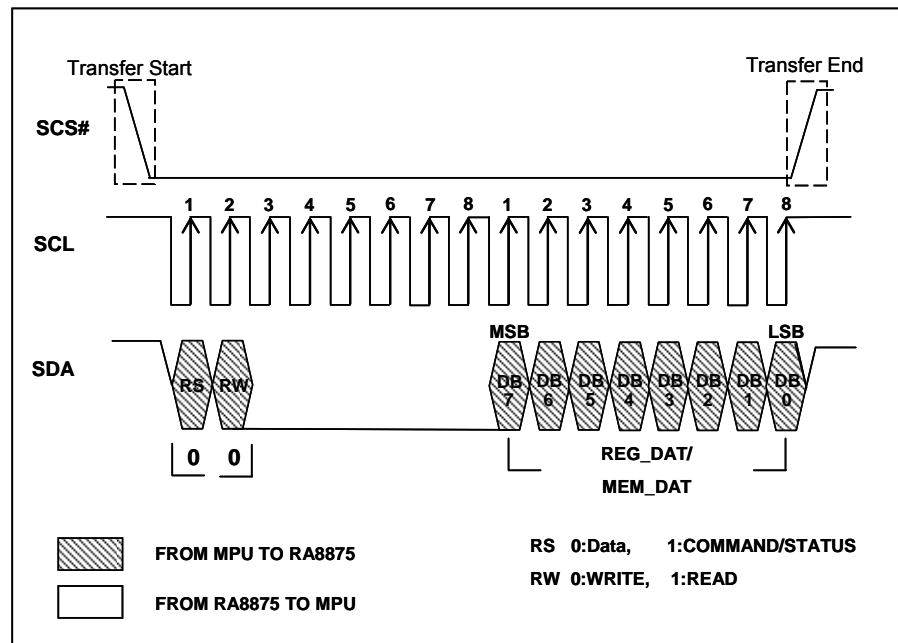 Transfer Start
Transfer End
SCS#
1 2 3 4 5 6 7 8 1 2 3 4 5 6 7 8
SCL
MSB
LSB
SDA
RS RW DB 7 DB 6 DB 5 DB 4 DB 3 DB 2 DB 1 DB 0
0 0
REG_DAT/
MEM_DAT
FROM MPU TO RA8875
RS 0:Data, 1:COMMAND/STATUS
RW 0:WRITE, 1:READ
FROM RA8875 TO MPU